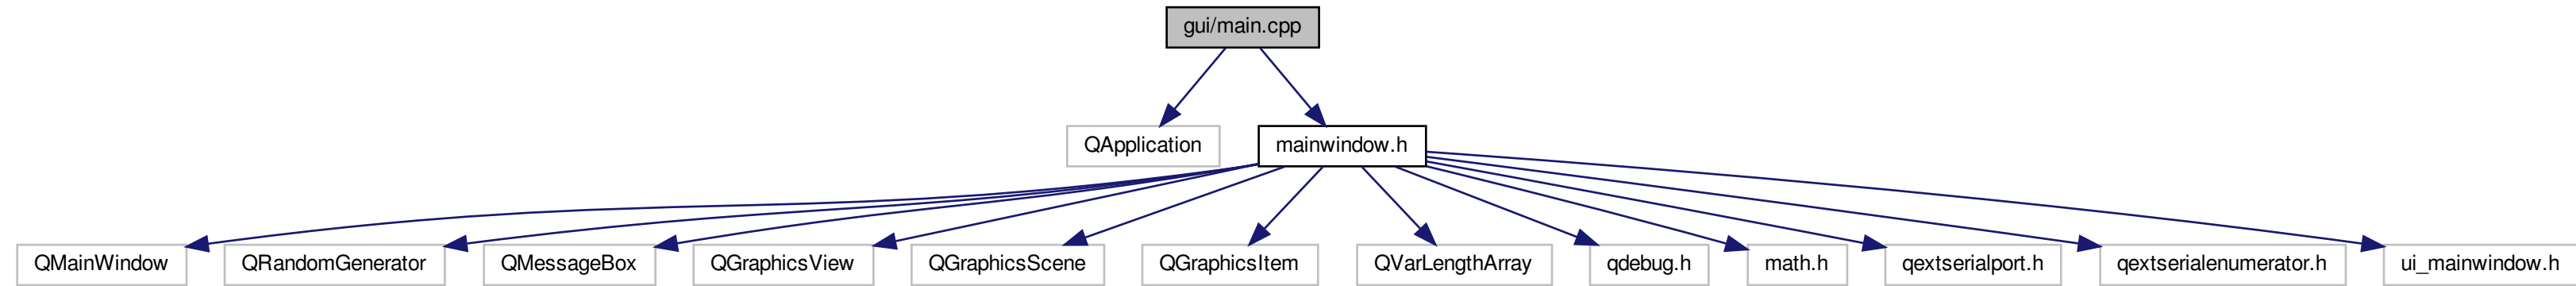 gui/main.cpp
QApplication
mainwindow.h
QMainWindow
QRandomGenerator
QMessageBox
QGraphicsView
QGraphicsScene
QGraphicsItem
QVarLengthArray
qdebug.h
math.h
qextserialport.h
qextserialenumerator.h
ui_mainwindow.h